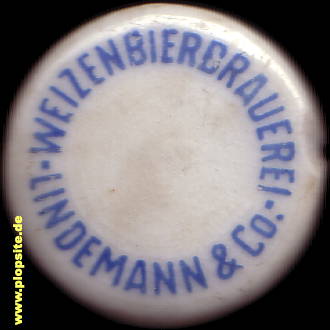 WEIZENBIERBRAUEREI
LINDEMANN & CO.
www.plopsite.de